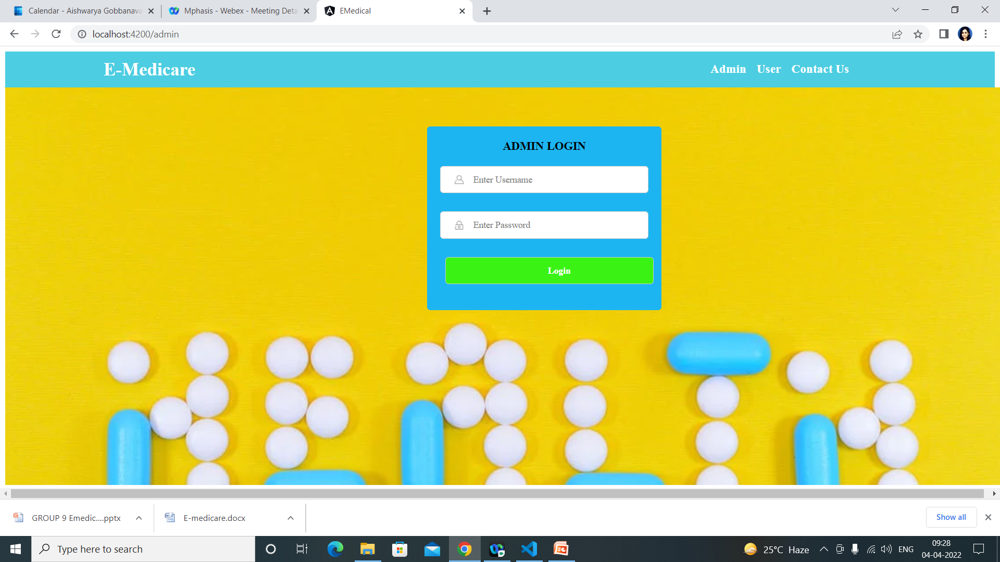 Calendar - Aishwarya Gobbanava
Mphasis - Webex - Meeting Deta
EMedical
localhost:4200/admin
E-Medicare
Admin User Contact Us
ADMIN LOGIN
Enter Username
Enter Password
Login
GROUP 9 Emedic....pptx
E-medicare.docx
Show all
Type here to search
25°C Haze
ENG
09:28
04-04-2022